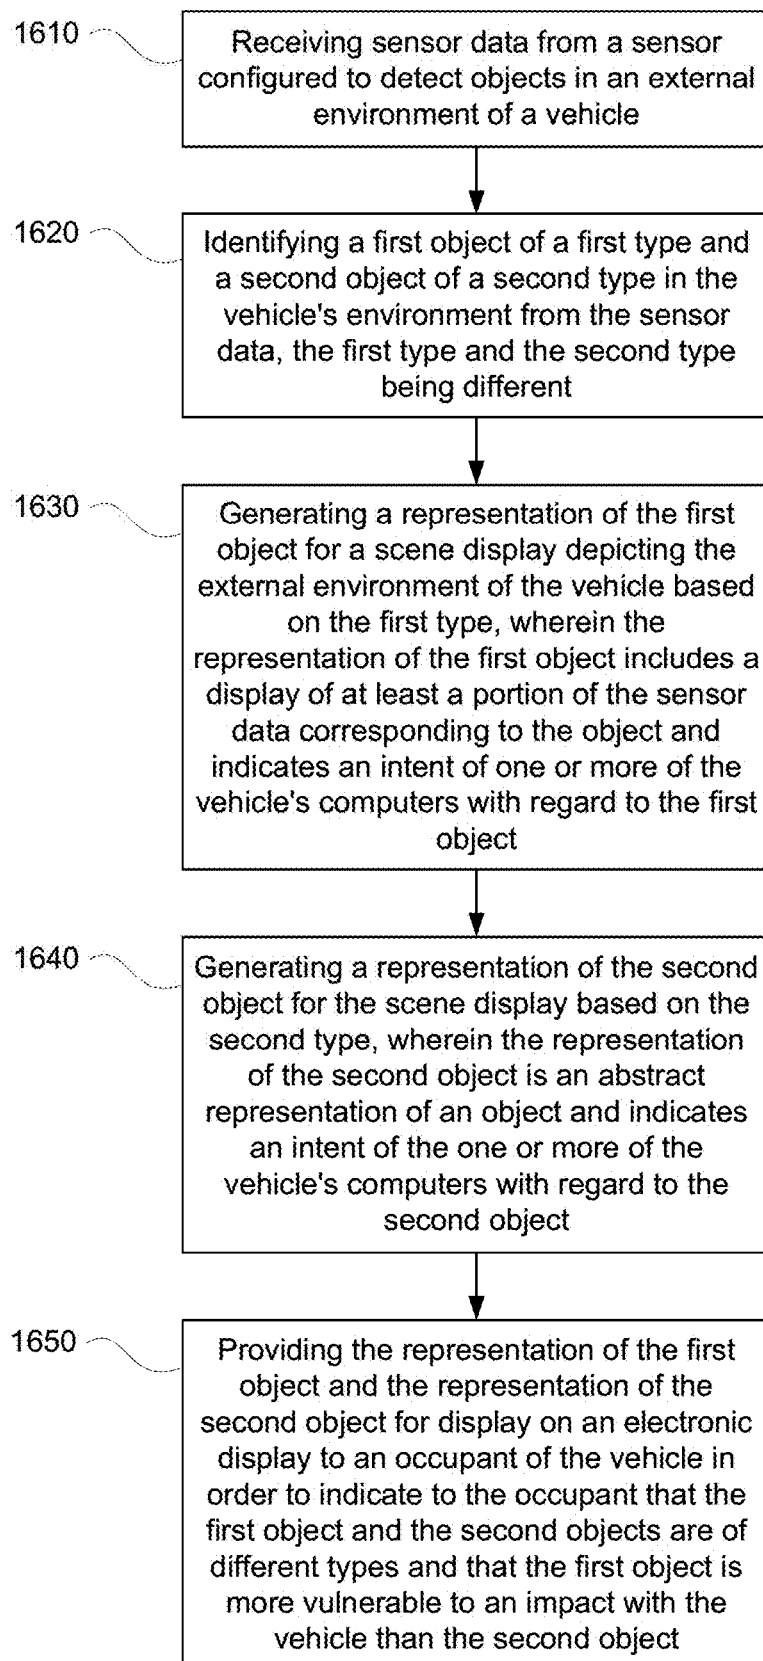 1610
Receiving sensor data from a sensor
configured to detect objects in an external
environment of a vehicle
1620
Identifying a first object of a first type and
a second object of a second type in the
vehicle's environment from the sensor
data, the first type and the second type
being different
1630
Generating a representation of the first
object for a scene display depicting the
external environment of the vehicle based
on the first type, wherein the
representation of the first object includes a
display of at least a portion of the sensor
data corresponding to the object and
indicates an intent of one or more of the
vehicle's computers with regard to the first
object
1640
Generating a representation of the second
object for the scene display based on the
second type, wherein the representation
of the second object is an abstract
representation of an object and indicates
an intent of the one or more of the
vehicle's computers with regard to the
second object
1650
Providing the representation of the first
object and the representation of the
second object for display on an electronic
display to an occupant of the vehicle in
order to indicate to the occupant that the
first object and the second objects are of
different types and that the first object is
more vulnerable to an impact with the
vehicle than the second object